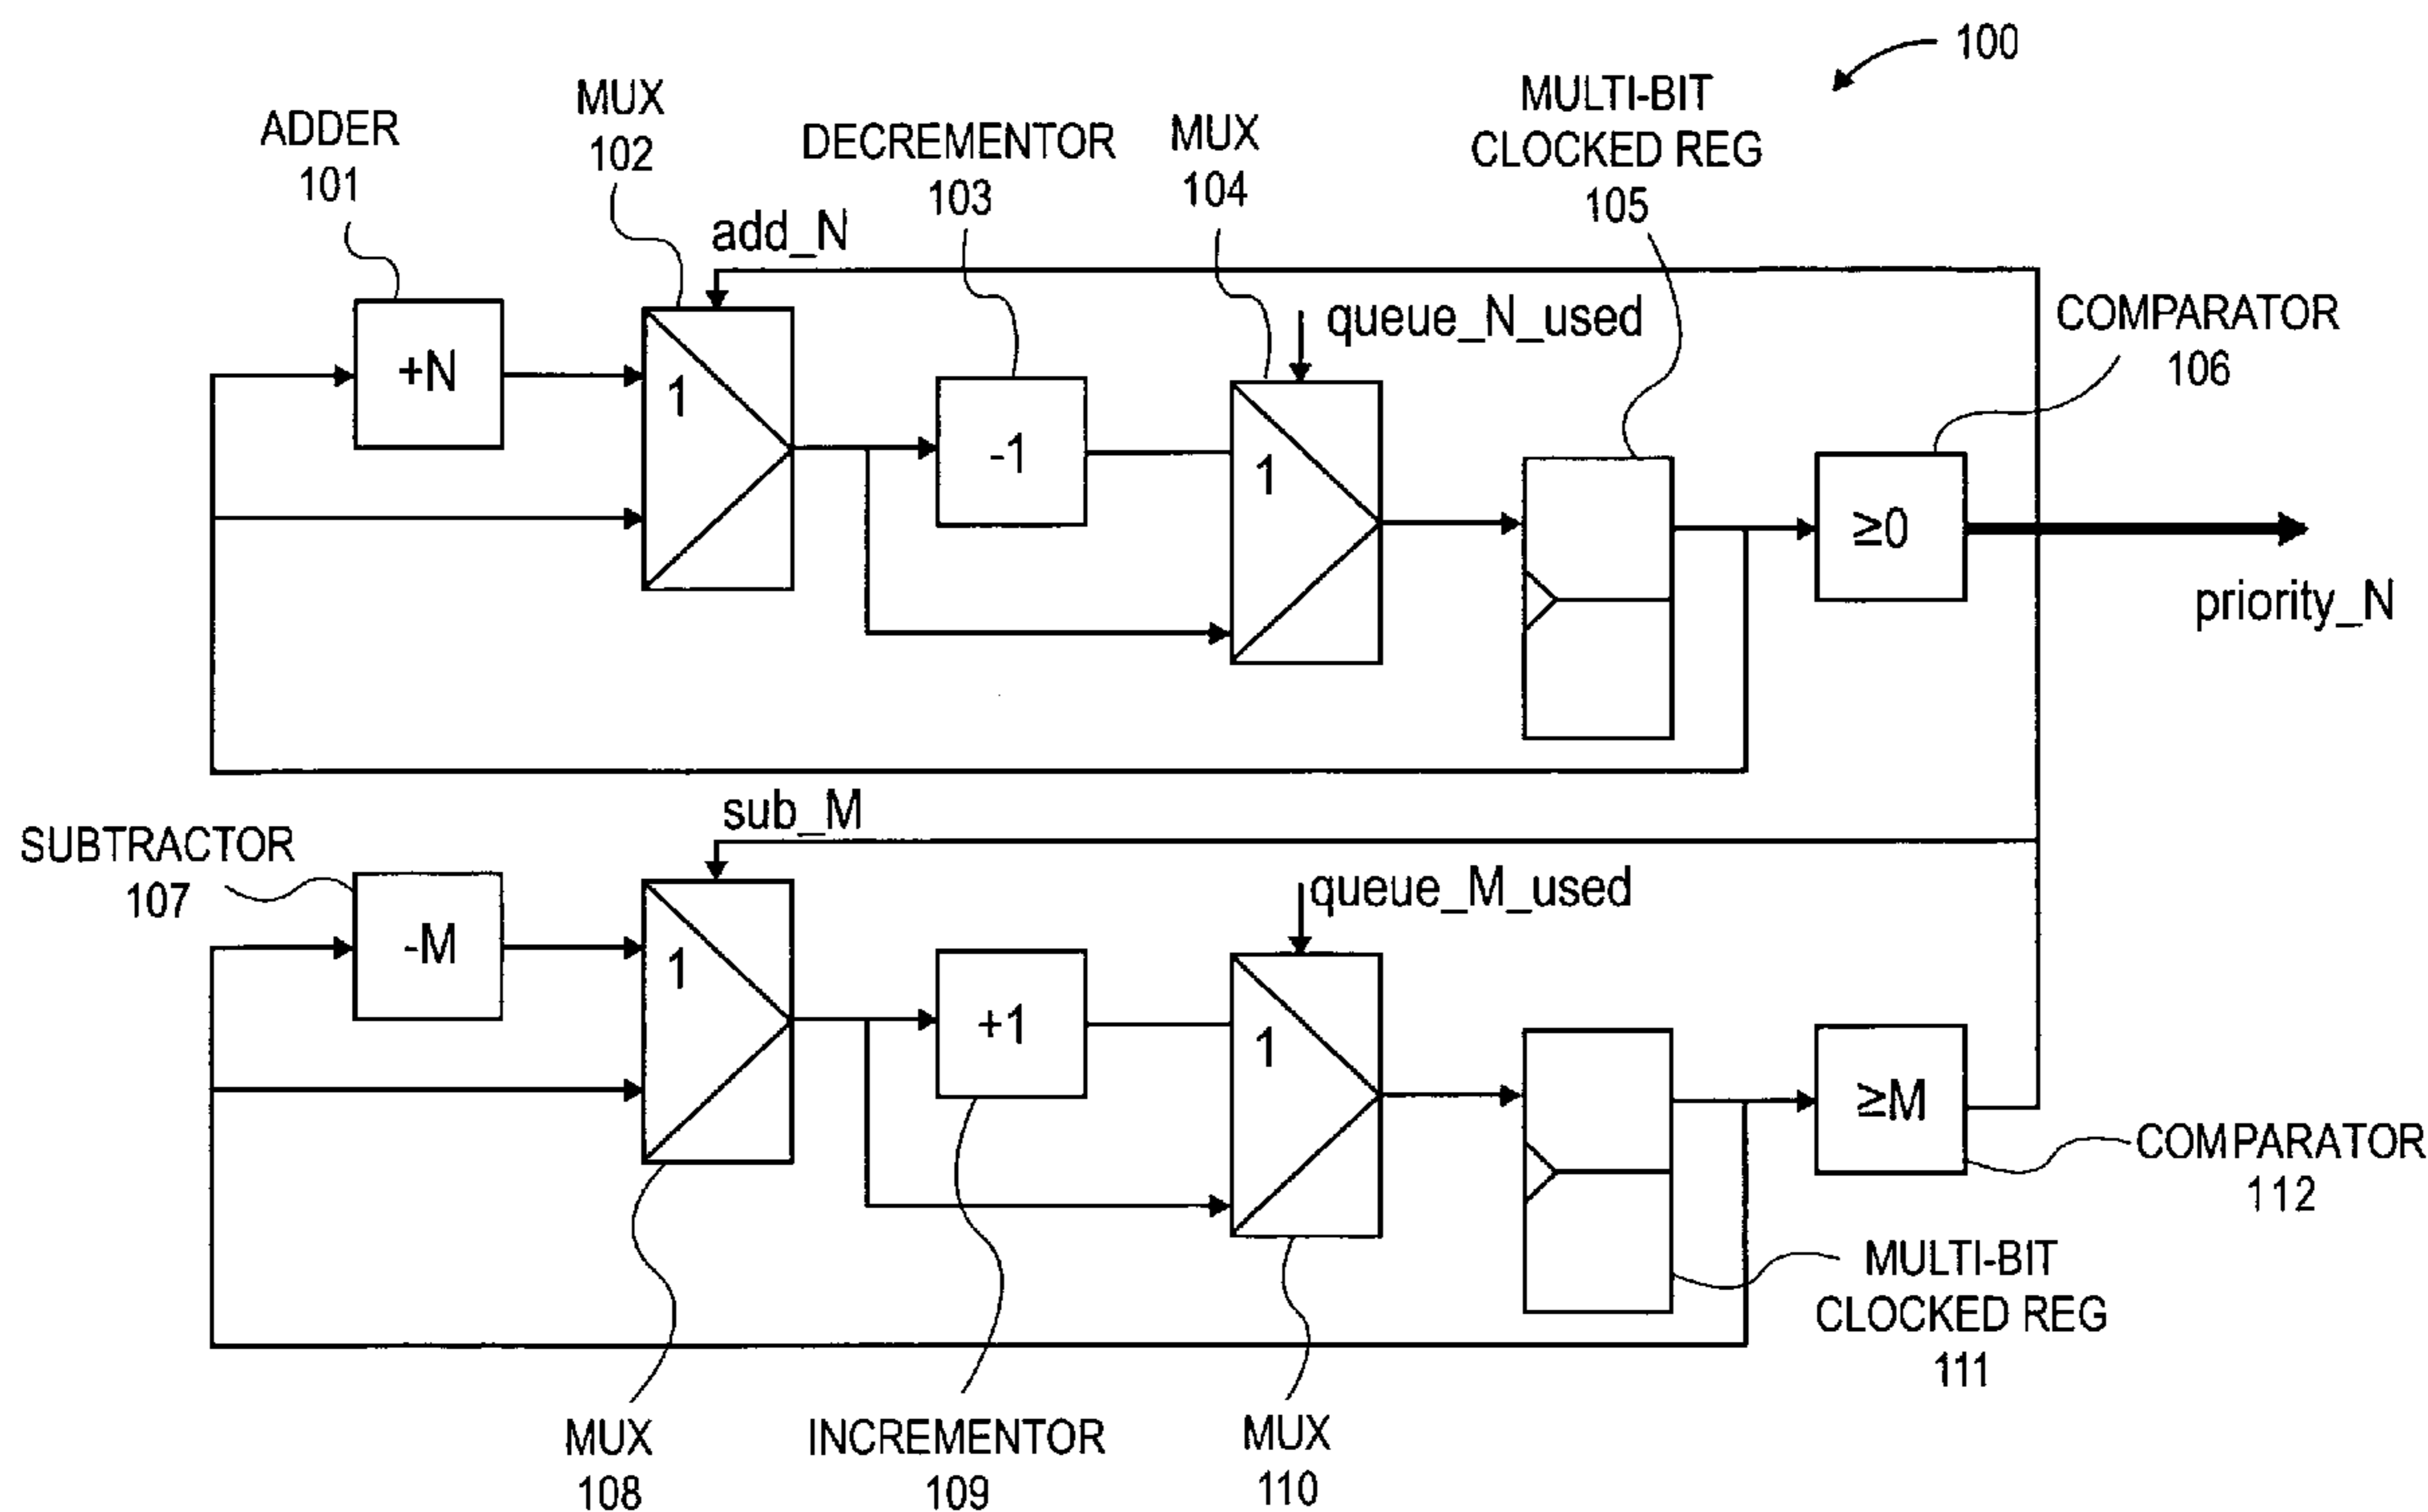 100
ADDER
101
MUX
102
DECREMENTOR
103
MUX
104
MULTI-BIT
CLOCKED REG
105
add_N
queue_N_used
COMPARATOR
106
+N
1
-1
1
≥0
priority_N
SUBTRACTOR
107
sub_M
queue_M_used
-M
1
+1
1
≥M
COMPARATOR
112
MULTI-BIT
CLOCKED REG
111
MUX
108
INCREMENTOR
109
MUX
110